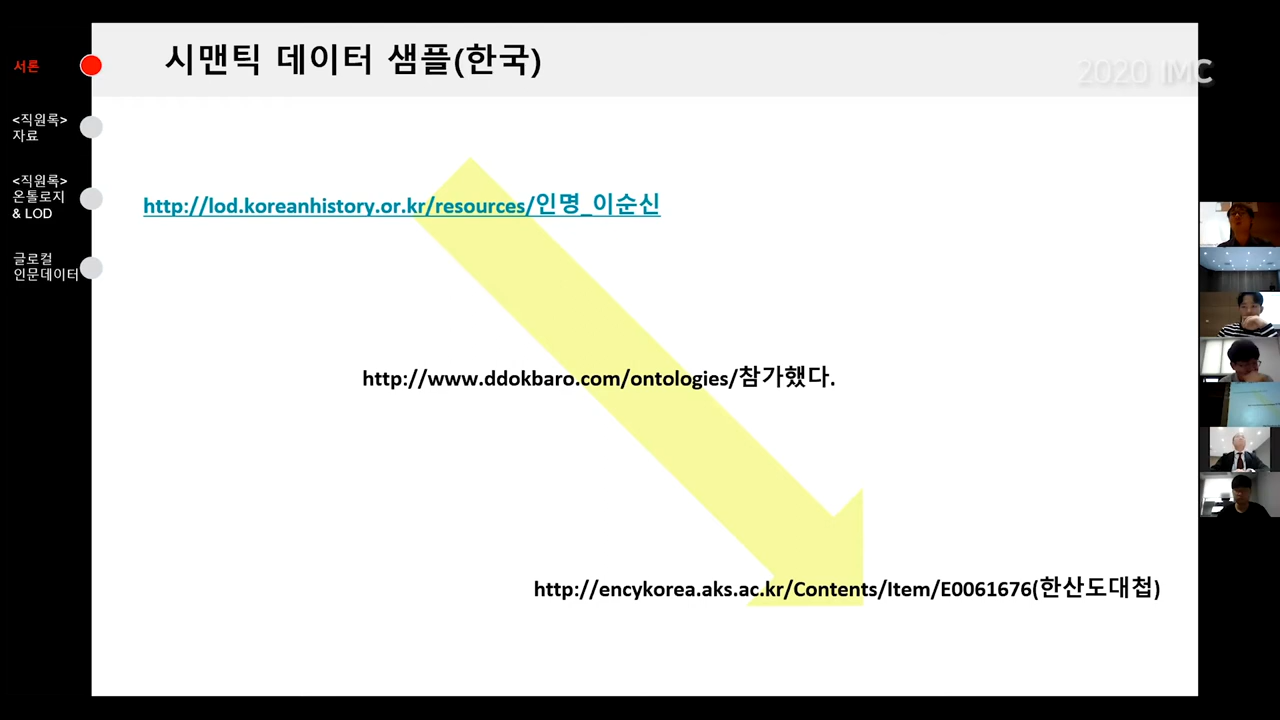 시맨틱 데이터 샘플(한국)
2020 IMC
서론
<직원록>
자료
<직원록>
온톨로지
& LOD
글로컬
인문데이터
http://lod.koreanhistory.or.kr/resources/인명_이순신
http://www.ddokbaro.com/ontologies/참가했다.
http://encykorea.aks.ac.kr/Contents/Item/E0061676(한산도대첩)